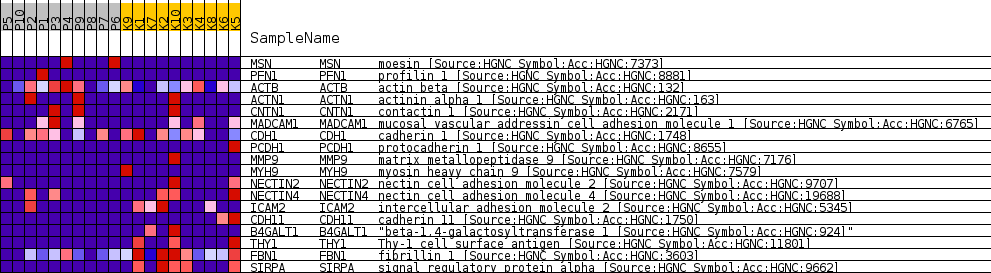 P5 P10 P2 P1 P3 P4 P9 P8 P7 P6 K9 K1 K7 K2 K10 K3 K4 K8 K6 K5
SampleName
MSN MSN moesin [Source:HGNC Symbol;Acc:HGNC:7373]
PFN1 PFN1 profilin 1 [Source:HGNC Symbol;Acc:HGNC:8881]
ACTB ACTB actin beta [Source:HGNC Symbol;Acc:HGNC:132]
ACTN1 ACTN1 actinin alpha 1 [Source:HGNC Symbol;Acc:HGNC:163]
CNTN1 CNTN1 contactin 1 [Source:HGNC Symbol;Acc:HGNC:2171]
MADCAM1 MADCAM1 mucosal vascular addressin cell adhesion molecule 1 [Source:HGNC Symbol;Acc:HGNC:6765]
CDH1 CDH1 cadherin 1 [Source:HGNC Symbol;Acc:HGNC:1748]
PCDH1 PCDH1 protocadherin 1 [Source:HGNC Symbol;Acc:HGNC:8655]
MMP9 MMP9 matrix metallopeptidase 9 [Source:HGNC Symbol;Acc:HGNC:7176]
MYH9 MYH9 myosin heavy chain 9 [Source:HGNC Symbol;Acc:HGNC:7579]
NECTIN2 NECTIN2 nectin cell adhesion molecule 2 [Source:HGNC Symbol;Acc:HGNC:9707]
NECTIN4 NECTIN4 nectin cell adhesion molecule 4 [Source:HGNC Symbol;Acc:HGNC:19688]
ICAM2 ICAM2 intercellular adhesion molecule 2 [Source:HGNC Symbol;Acc:HGNC:5345]
CDH11 CDH11 cadherin 11 [Source:HGNC Symbol;Acc:HGNC:1750]
B4GALT1 B4GALT1 "beta-1,4-galactosyltransferase 1 [Source:HGNC Symbol;Acc:HGNC:924]"
THY1 THY1 Thy-1 cell surface antigen [Source:HGNC Symbol;Acc:HGNC:11801]
FBN1 FBN1 fibrillin 1 [Source:HGNC Symbol;Acc:HGNC:3603]
SIRPA SIRPA signal regulatory protein alpha [Source:HGNC Symbol;Acc:HGNC:9662]